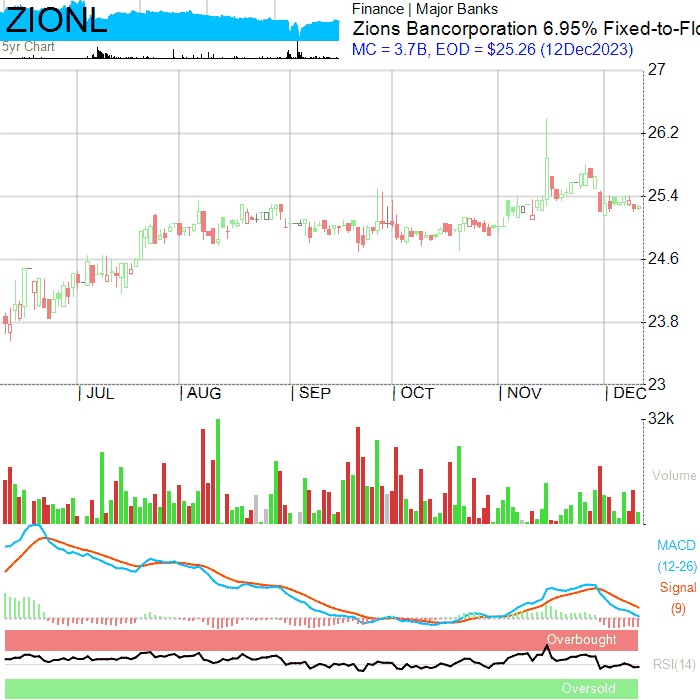 ZIONL
5yr Chart
Finance | Major Banks
Zions Bancorporation 6.95% Fixed-to-Flo
MC = 3.7B, EOD = $25.26 (12Dec2023)
27
26.2
25.4
24.6
23.8
23
JUL AUG SEP OCT NOV DEC
32k
Volume
MACD
(12-26)
Signal
(9)
Overbought
RSI(14)
Oversold